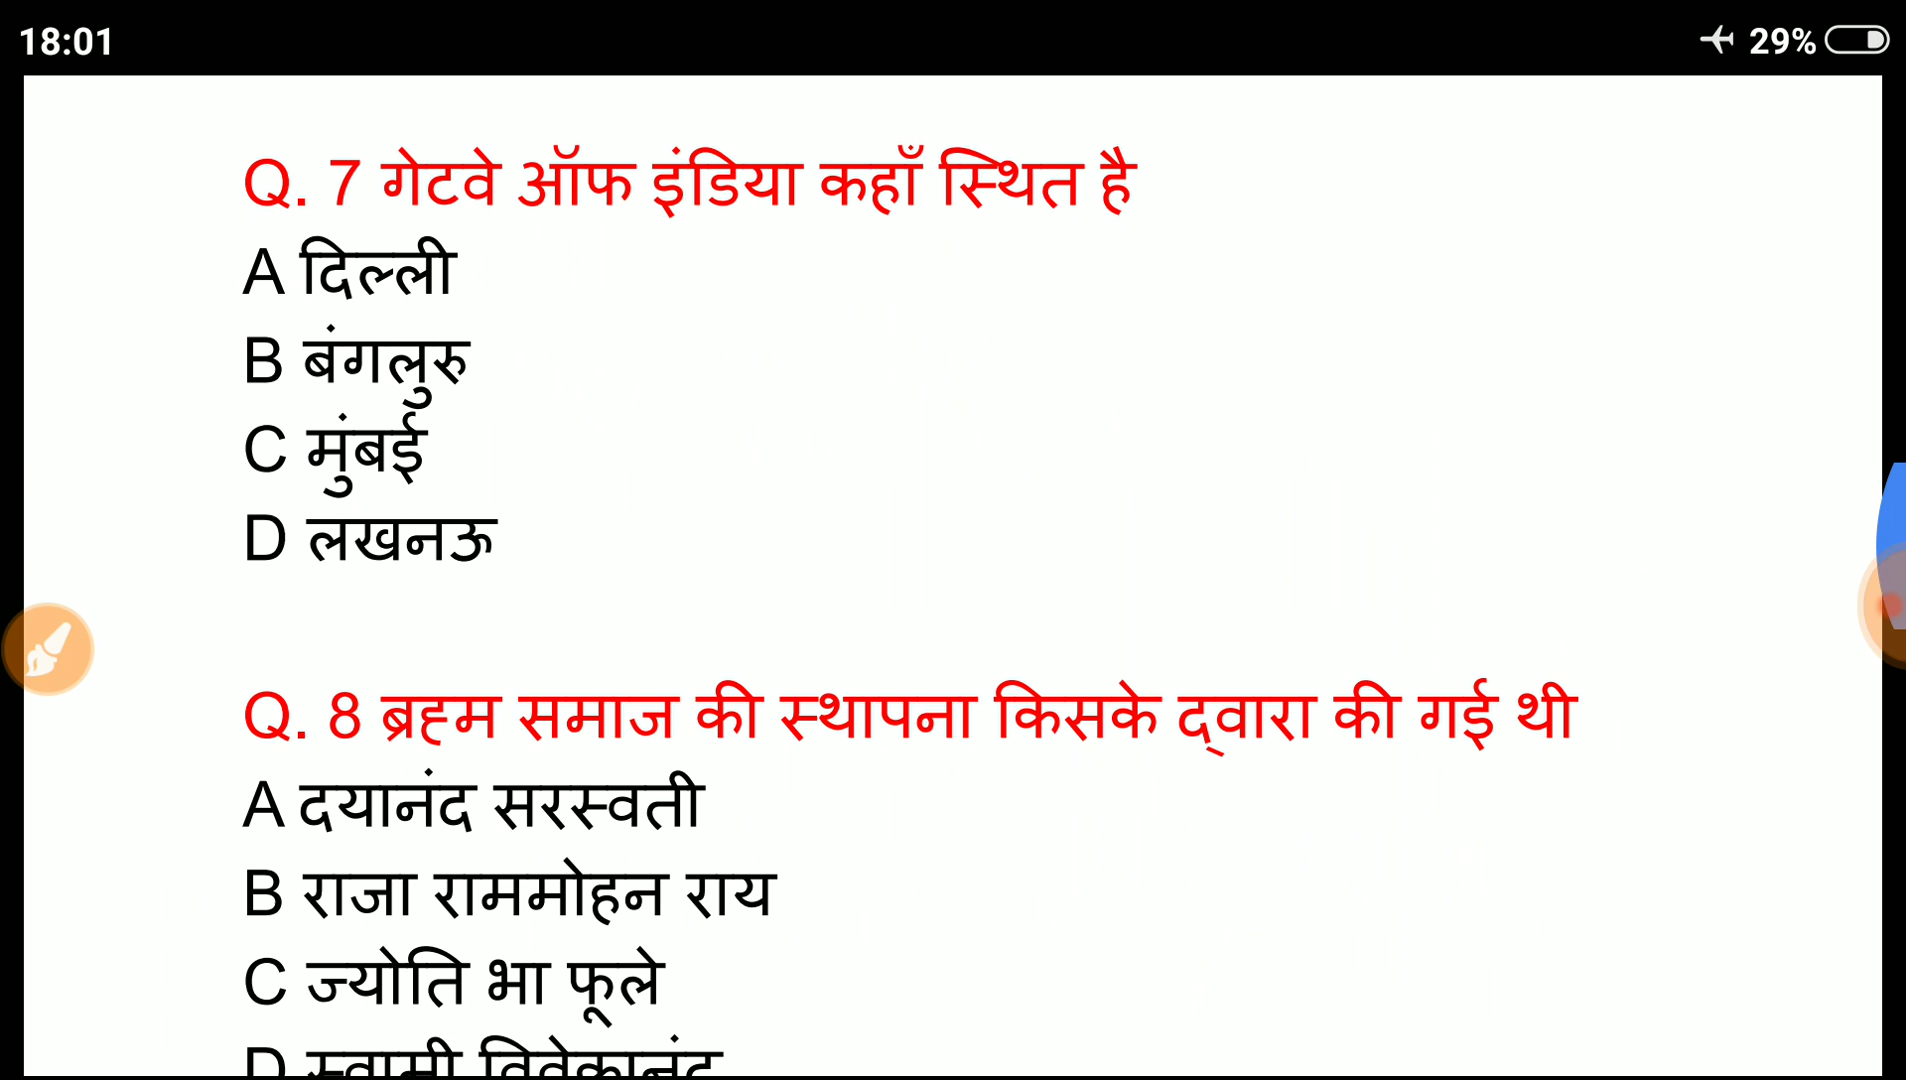 18:01
29%
Q. 7 गेटवे ऑफ इंडिया कहाँ स्थित है
A दिल्ली
B बंगलुरु
C मुंबई
D लखनऊ
Q. 8 ब्रह्म समाज की स्थापना किसके द्वारा की गई थी
A दयानंद सरस्वती
B राजा राममोहन राय
C ज्योति भा फूले
D स्वामी विवेकानंद